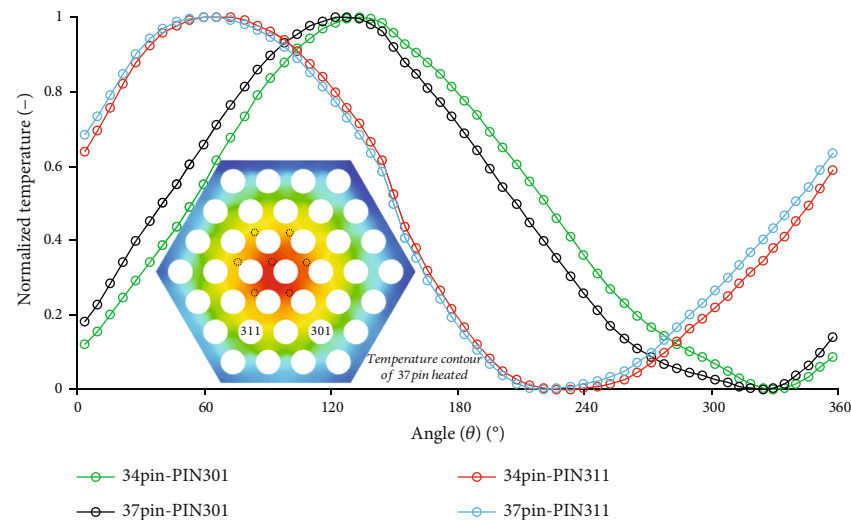 Normalized temperature (−)
1
0.8
0.6
0.4
0.2
0
0
60
120
180
240
300
360
311
301
Temperature contour
of 37pin heated
Angle (θ) (°)
34pin-PIN301
37pin-PIN301
34pin-PIN311
37pin-PIN311